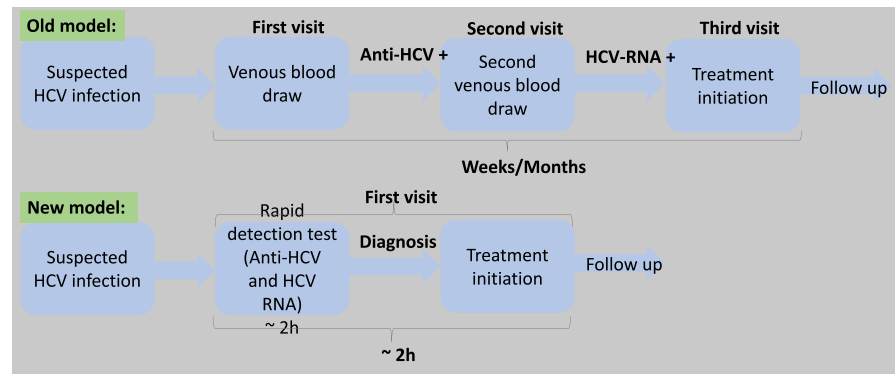 Old model:
First visit
Second visit
Third visit
Suspected
HCV infection
Venous blood
draw
Anti-HCV +
Second
venous blood
draw
HCV-RNA +
Treatment
initiation
Follow up
Weeks/Months
New model:
First visit
Suspected
HCV infection
Rapid
detection test
(Anti-HCV
and HCV
RNA)
~ 2h
Diagnosis
Treatment
initiation
Follow up
~ 2h